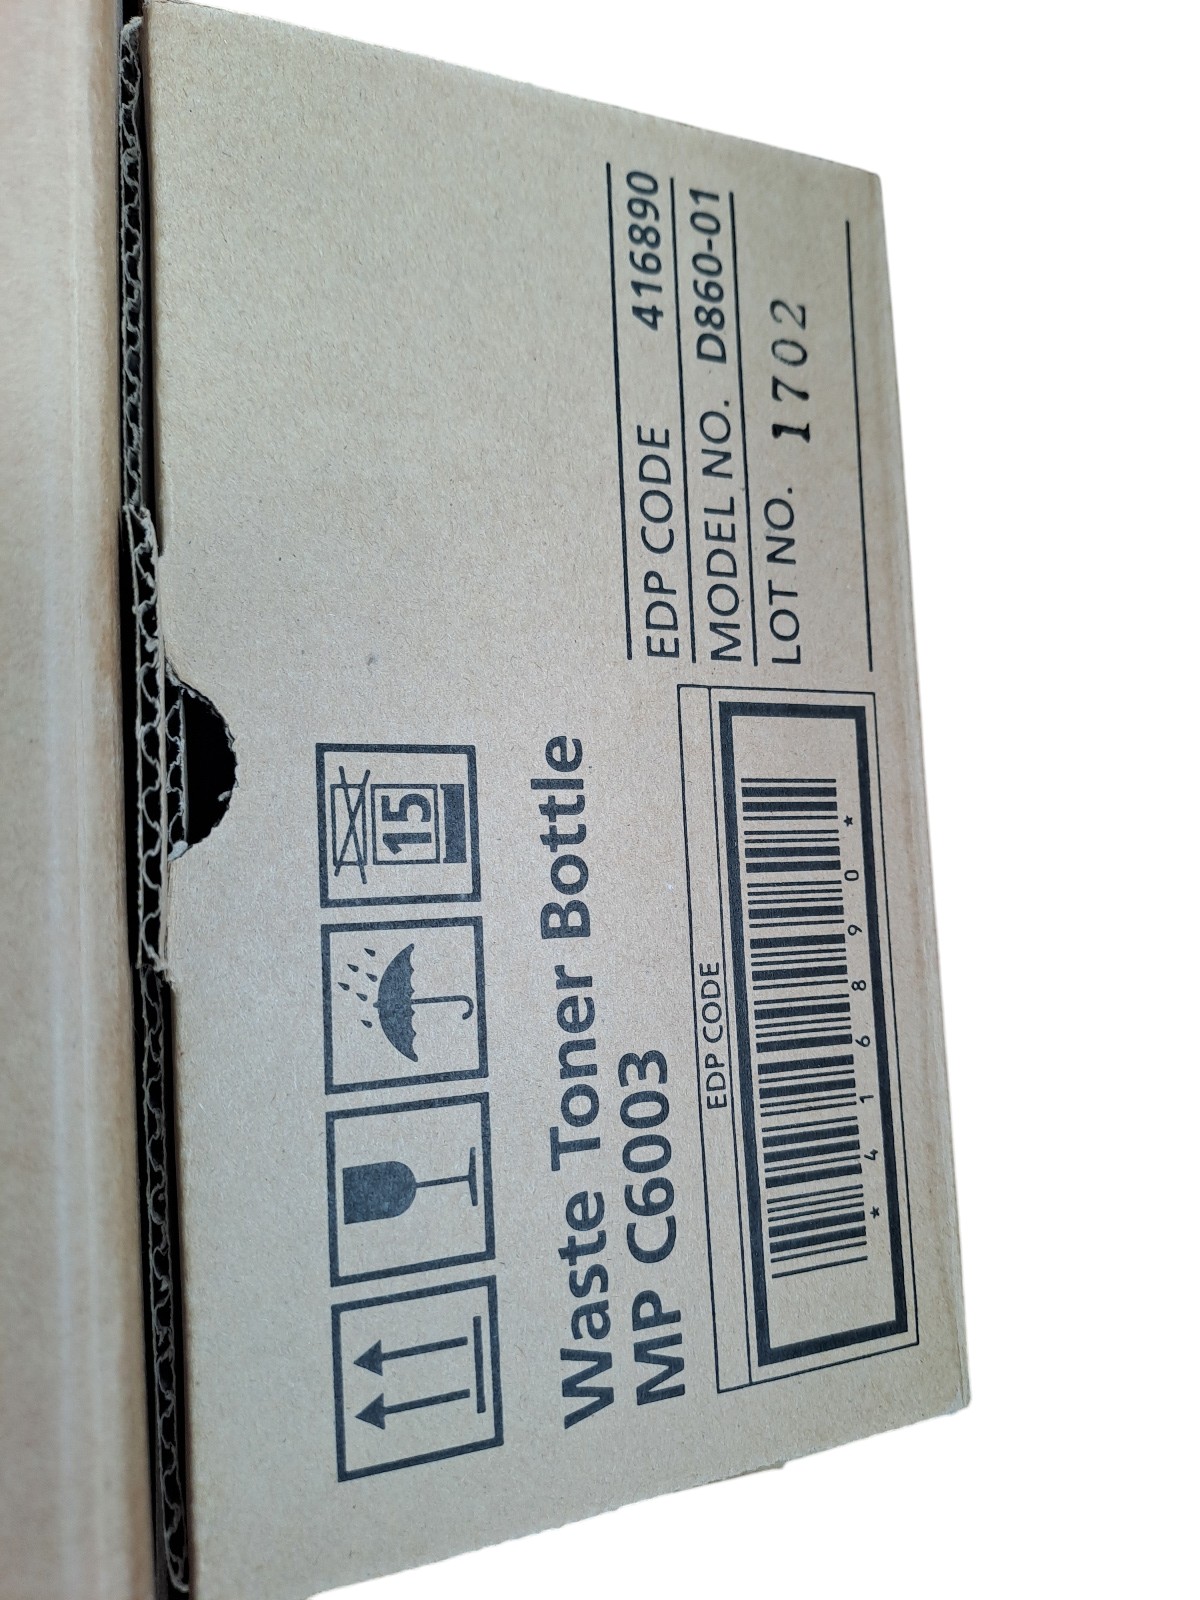 15
Waste Toner Bottle
MP C6003
EDP CODE
*416890*
EDP CODE 416890
MODEL NO. D860-01
LOT NO. 1702